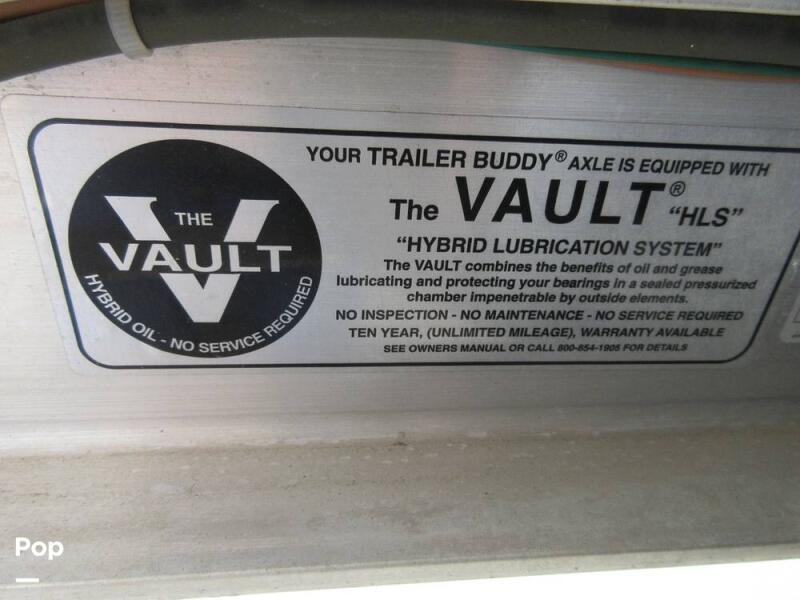 THE
VAULT
HYBRID OIL - NO SERVICE REQUIRED
YOUR TRAILER BUDDY® AXLE IS EQUIPPED WITH
The VAULT® "HLS"
"HYBRID LUBRICATION SYSTEM"
The VAULT combines the benefits of oil and grease
lubricating and protecting your bearings in a sealed pressurized
chamber impenetrable by outside elements.
NO INSPECTION - NO MAINTENANCE - NO SERVICE REQUIRED
TEN YEAR, (UNLIMITED MILEAGE), WARRANTY AVAILABLE
SEE OWNERS MANUAL OR CALL 800-854-1905 FOR DETAILS
Pop